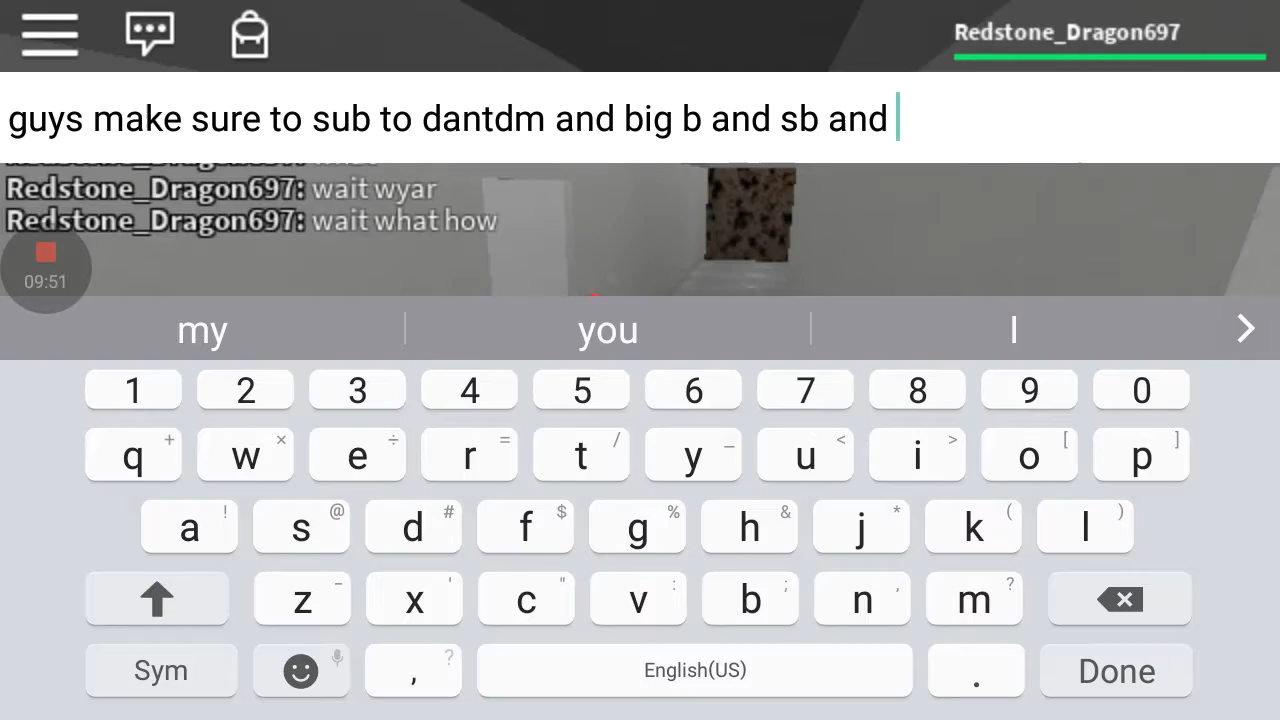 Redstone_Dragon697
guys make sure to sub to dantdm and big b and sb and
Redstone_Dragon697: wait wyar
Redstone_Dragon697: wait what how
09:51
my you I
1 2 3 4 5 6 7 8 9 0
q + w × e ÷ r = t / y _ u < i > o [ p ]
a ! s @ d # f $ g % h & j * k ( l )
z - x ' c " v : b ; n , m ?
Sym , ? English(US) . Done